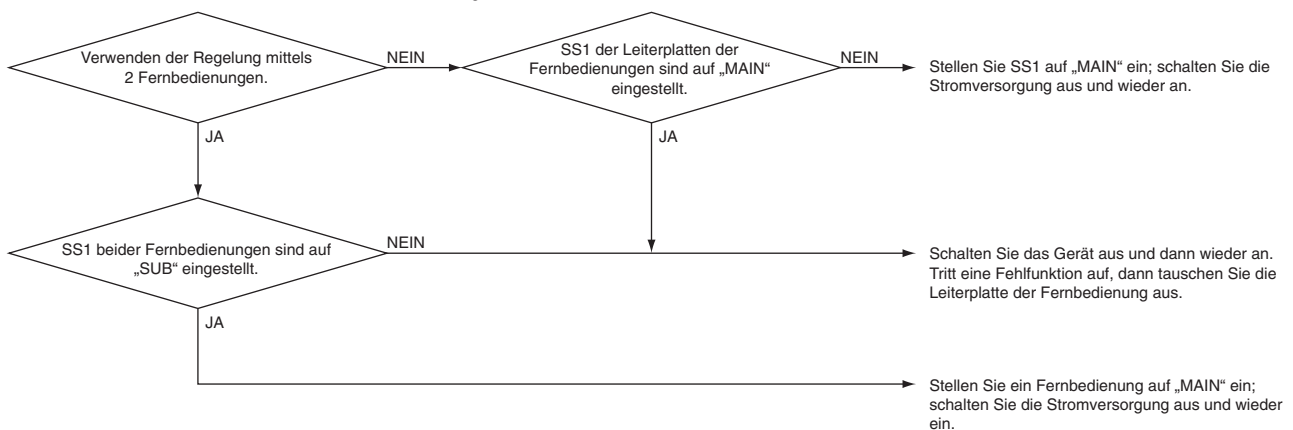 Verwenden der Regelung mittels
2 Fernbedienungen.
NEIN
SS1 der Leiterplatten der
Fernbedienungen sind auf „MAIN“
eingestellt.
NEIN
Stellen Sie SS1 auf „MAIN“ ein; schalten Sie die
Stromversorgung aus und wieder an.
JA
JA
SS1 beider Fernbedienungen sind auf
„SUB“ eingestellt.
NEIN
Schalten Sie das Gerät aus und dann wieder an.
Tritt eine Fehlfunktion auf, dann tauschen Sie die
Leiterplatte der Fernbedienung aus.
JA
Stellen Sie ein Fernbedienung auf „MAIN“ ein;
schalten Sie die Stromversorgung aus und wieder
ein.